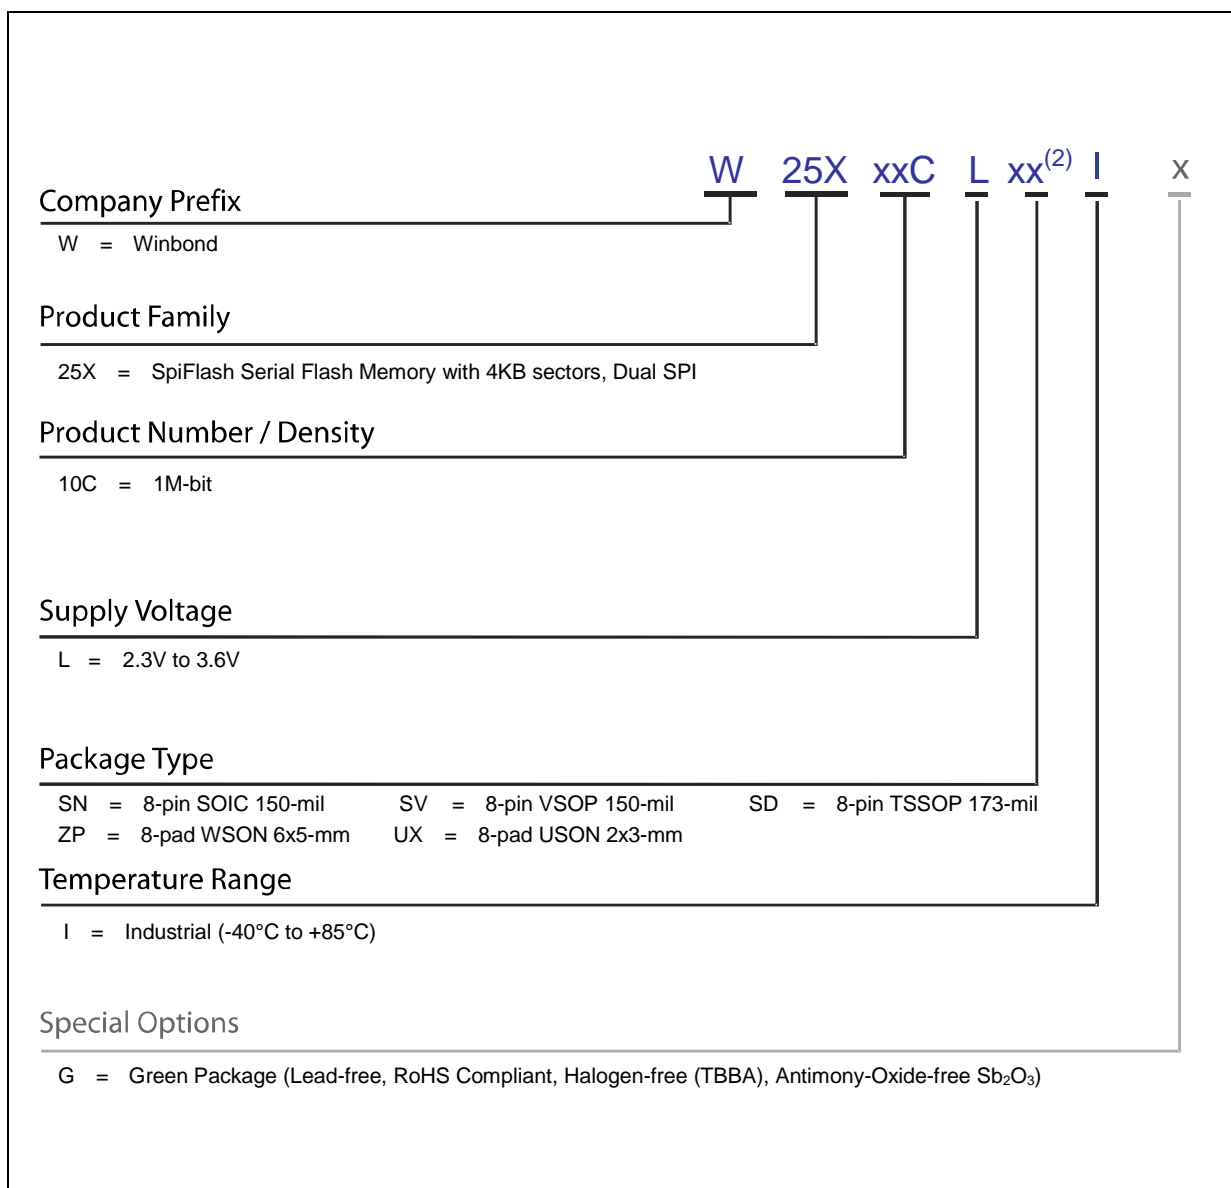 W 25X xxC L xx(2) I x
Company Prefix
W = Winbond
Product Family
25X = SpiFlash Serial Flash Memory with 4KB sectors, Dual SPI
Product Number / Density
10C = 1M-bit
Supply Voltage
L = 2.3V to 3.6V
Package Type
SN = 8-pin SOIC 150-mil SV = 8-pin VSOP 150-mil SD = 8-pin TSSOP 173-mil
ZP = 8-pad WSON 6x5-mm UX = 8-pad USON 2x3-mm
Temperature Range
I = Industrial (-40°C to +85°C)
Special Options
G = Green Package (Lead-free, RoHS Compliant, Halogen-free (TBBA), Antimony-Oxide-free Sb₂O₃)